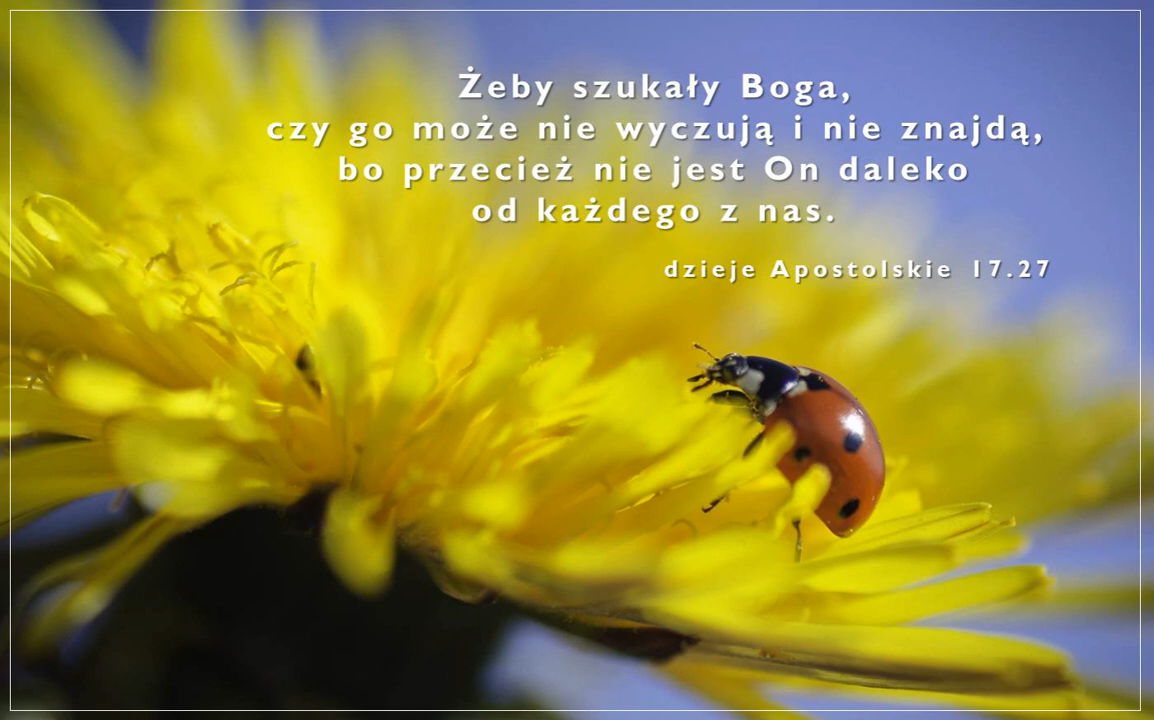 Żeby szukały Boga,
czy go może nie wyczują i nie znajdą,
bo przecież nie jest On daleko
od każdego z nas.
dzieje Apostolskie 17.27